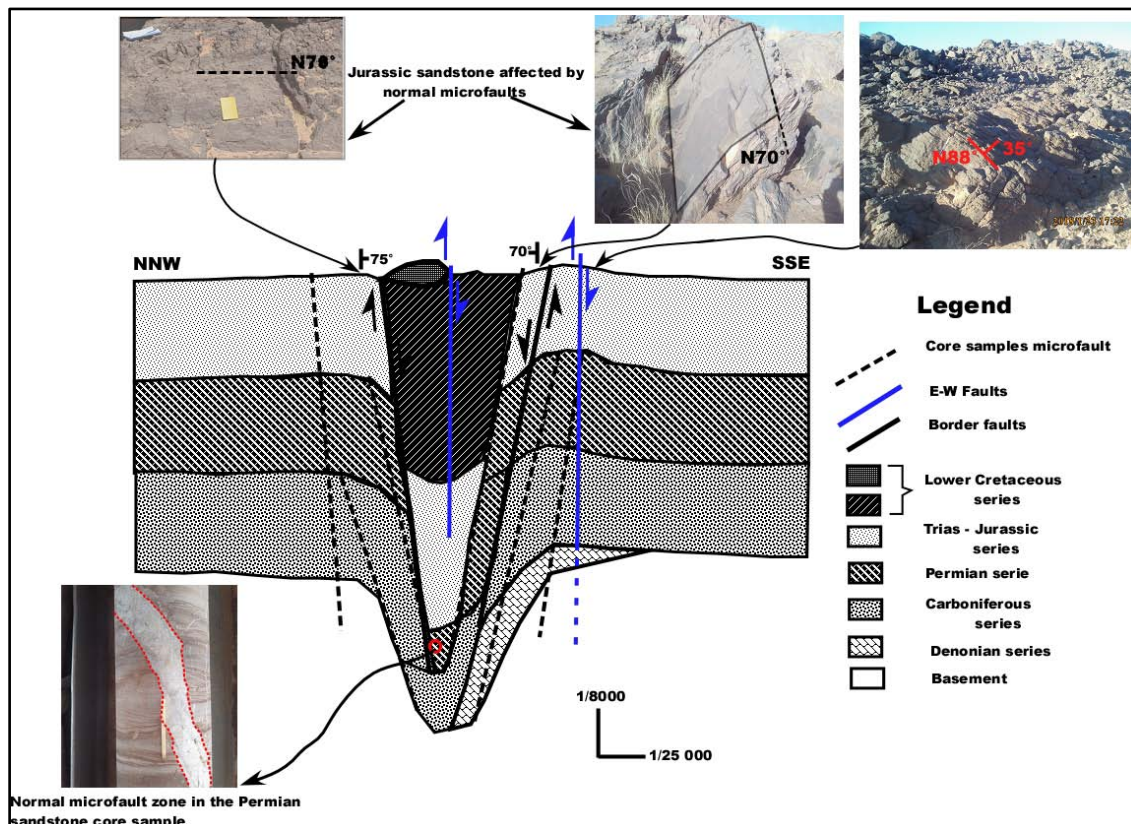 N70°
Jurassic sandstone affected by
normal microfaults
N70°
N88°
35°
NNW
75°
70°
SSE
Legend
Core samples microfault
E-W Faults
Border faults
Lower Cretaceous
series
Trias - Jurassic
series
Permian serie
Carboniferous
series
Denonian series
Basement
1/8000
1/25 000
Normal microfault zone in the Permian
sandstone core sample